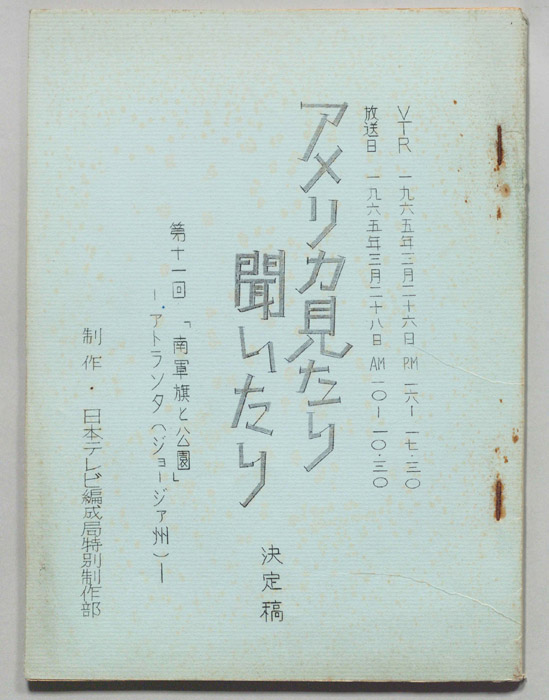 VTR 一九六五年三月二十六日 PM 一六ー一七・三〇
放送日 一九六五年三月二十八日 AM 一〇ー一〇・三〇
アメリカ見たり
聞いたり
決定稿
第十一回 「南軍旗と公園」
ー・アトランタ(ジョージァ州)ー
制作・日本テレビ編成局特別制作部